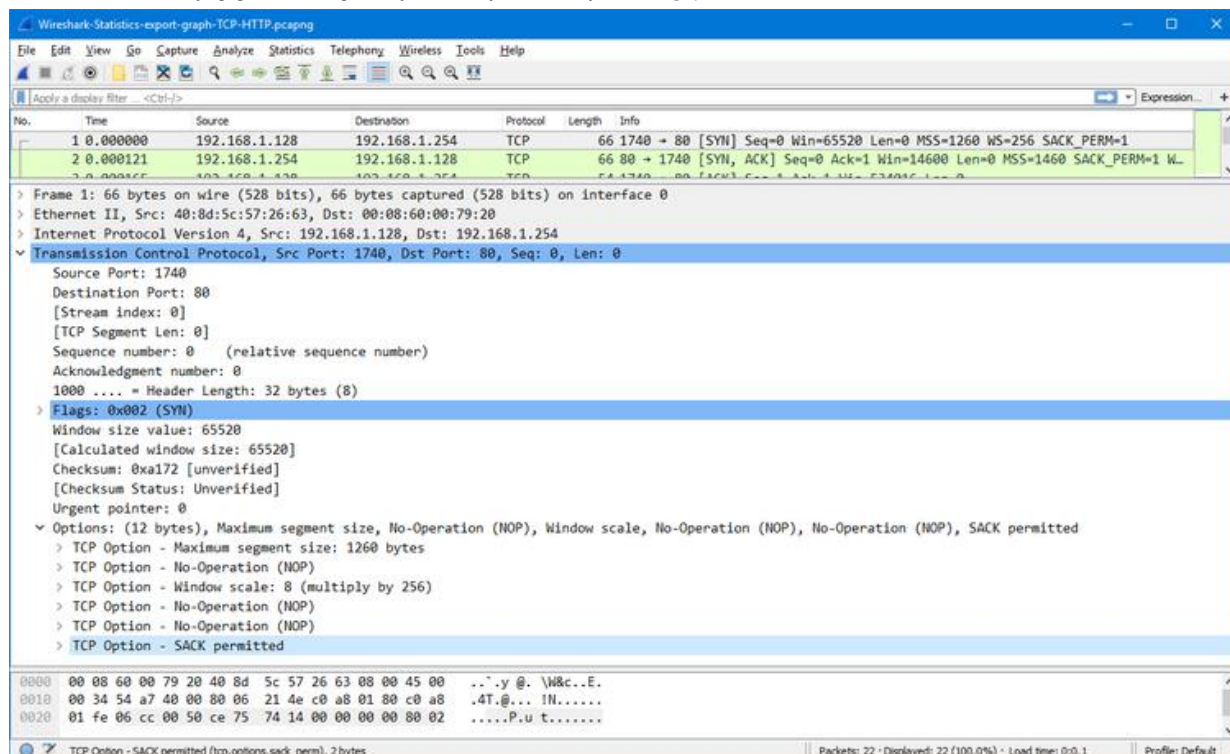 Wireshark-Statistics-export-graph-TCP-HTTP.pcapng
File Edit View Go Capture Analyze Statistics Telephony Wireless Tools Help
Apply a display filter ... <Ctrl-/> Expression... +
No. Time Source Destination Protocol Length Info
1 0.000000 192.168.1.128 192.168.1.254 TCP 66 1740 → 80 [SYN] Seq=0 Win=65520 Len=0 MSS=1260 WS=256 SACK_PERM=1
2 0.000121 192.168.1.254 192.168.1.128 TCP 66 80 → 1740 [SYN, ACK] Seq=0 Ack=1 Win=14600 Len=0 MSS=1460 SACK_PERM=1 W...
> Frame 1: 66 bytes on wire (528 bits), 66 bytes captured (528 bits) on interface 0
> Ethernet II, Src: 40:8d:5c:57:26:63, Dst: 00:08:60:00:79:20
> Internet Protocol Version 4, Src: 192.168.1.128, Dst: 192.168.1.254
Transmission Control Protocol, Src Port: 1740, Dst Port: 80, Seq: 0, Len: 0
Source Port: 1740
Destination Port: 80
[Stream index: 0]
[TCP Segment Len: 0]
Sequence number: 0 (relative sequence number)
Acknowledgment number: 0
1000 .... = Header Length: 32 bytes (8)
> Flags: 0x002 (SYN)
Window size value: 65520
[Calculated window size: 65520]
Checksum: 0xa172 [unverified]
[Checksum Status: Unverified]
Urgent pointer: 0
Options: (12 bytes), Maximum segment size, No-Operation (NOP), Window scale, No-Operation (NOP), No-Operation (NOP), SACK permitted
> TCP Option - Maximum segment size: 1260 bytes
> TCP Option - No-Operation (NOP)
> TCP Option - Window scale: 8 (multiply by 256)
> TCP Option - No-Operation (NOP)
> TCP Option - No-Operation (NOP)
> TCP Option - SACK permitted
0000 00 08 60 00 79 20 40 8d 5c 57 26 63 08 00 45 00 ..`.y @. \W&c..E.
0010 00 34 54 a7 40 00 80 06 21 4e c0 a8 01 80 c0 a8 .4T.@... !N......
0020 01 fe 06 cc 00 50 ce 75 74 14 00 00 00 00 80 02 .....P.u t.......
TCP Option - SACK permitted (tcp.options.sack_perm), 2 bytes Packets: 22 · Displayed: 22 (100.0%) · Load time: 0:0.1 Profile: Default